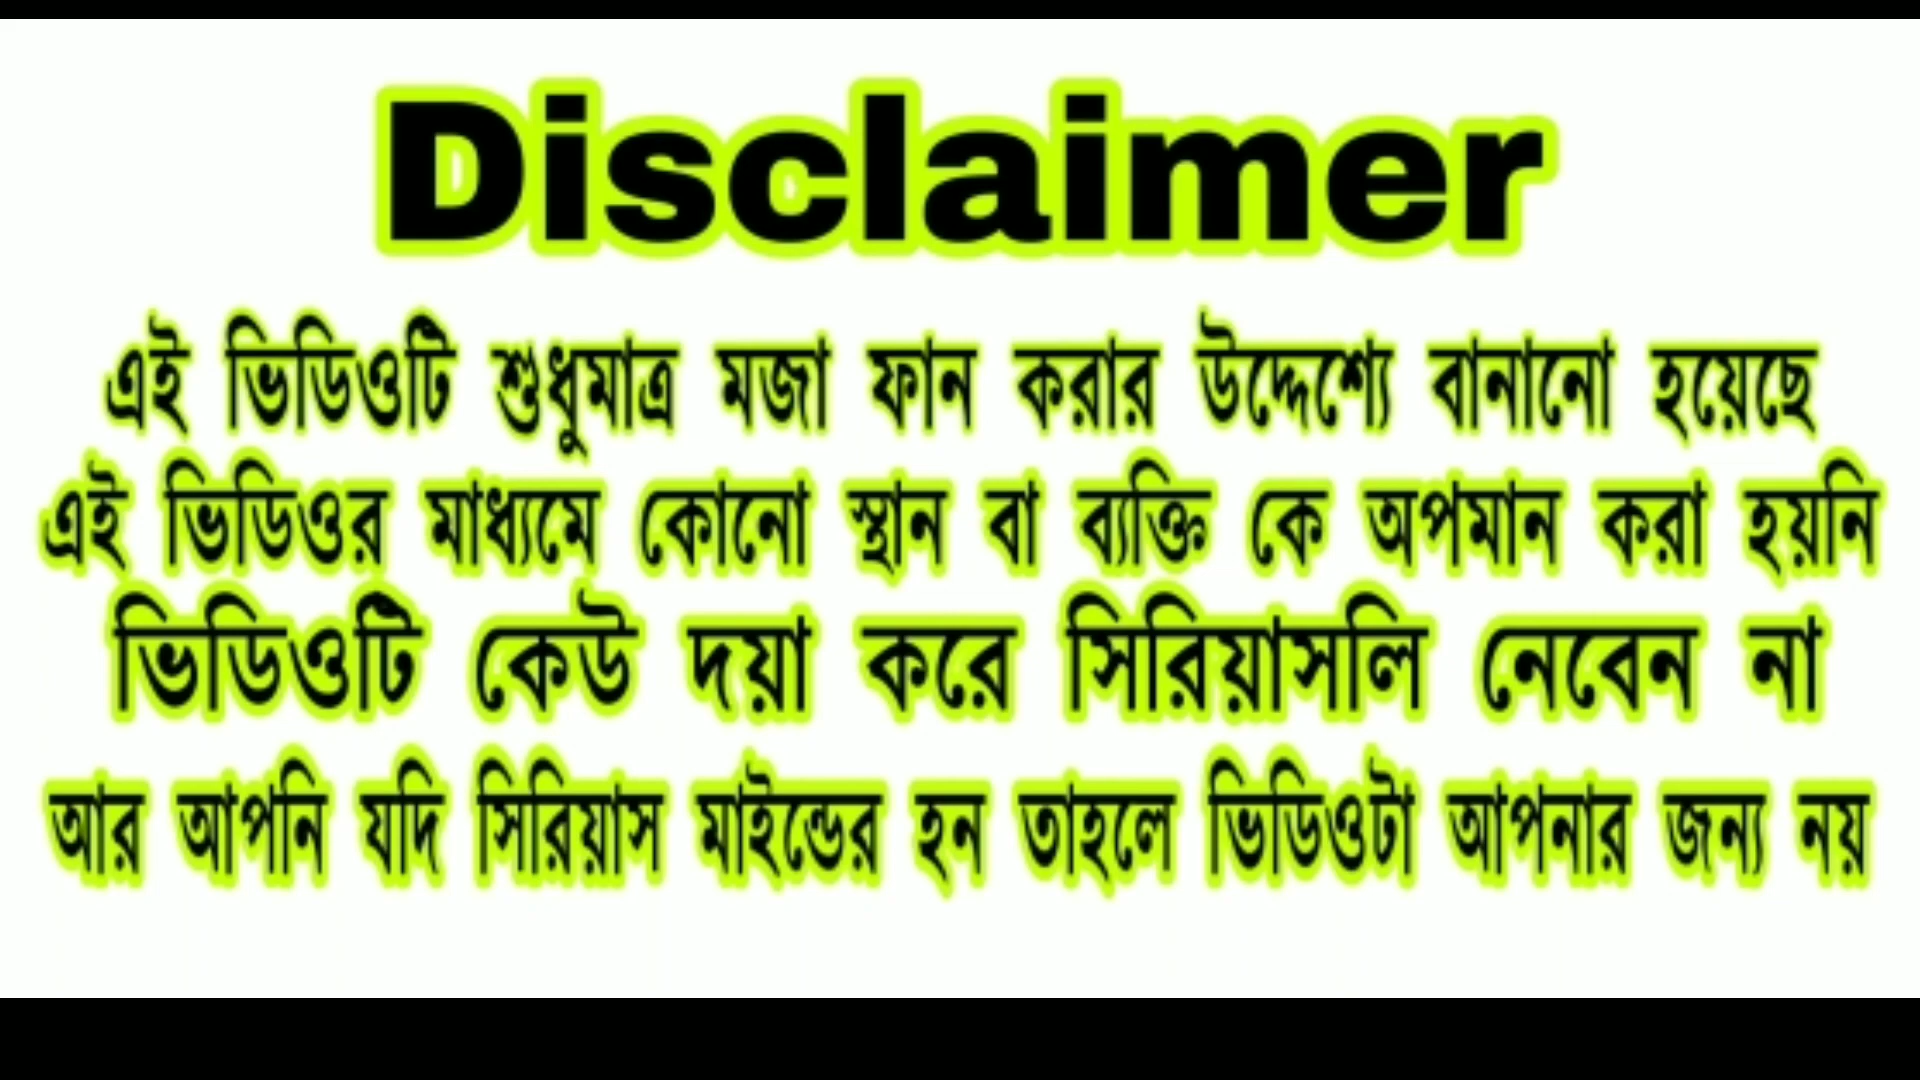 Disclaimer
এই ভিডিওটি শুধুমাত্র মজা ফান করার উদ্দেশ্যে বানানো হয়েছে
এই ভিডিওর মাধ্যমে কোনো স্থান বা ব্যক্তি কে অপমান করা হয়নি
ভিডিওটি কেউ দয়া করে সিরিয়াসলি নেবেন না
আর আপনি যদি সিরিয়াস মাইন্ডের হন তাহলে ভিডিওটা আপনার জন্য নয়